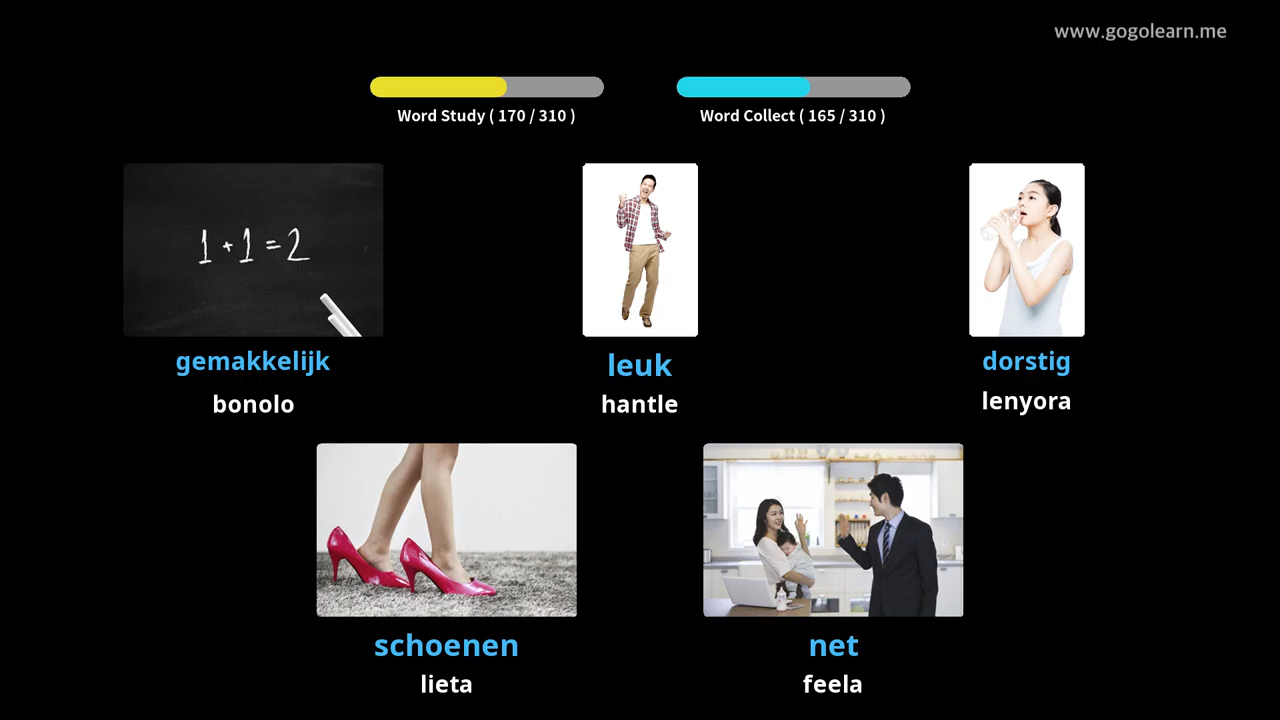 www.gogolearn.me
Word Study ( 170 / 310 )
Word Collect ( 165 / 310 )
1 + 1 = 2
gemakkelijk
bonolo
leuk
hantle
dorstig
lenyora
schoenen
lieta
net
feela